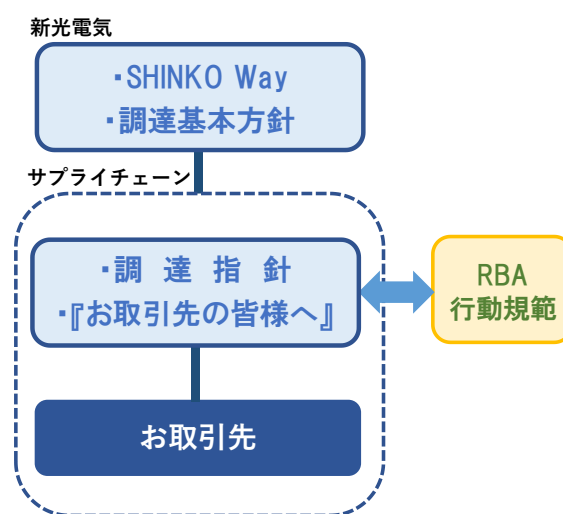 新光電気
・SHINKO Way
・調達基本方針
サプライチェーン
・調 達 指 針
・『お取引先の皆様へ』
RBA
行動規範
お取引先